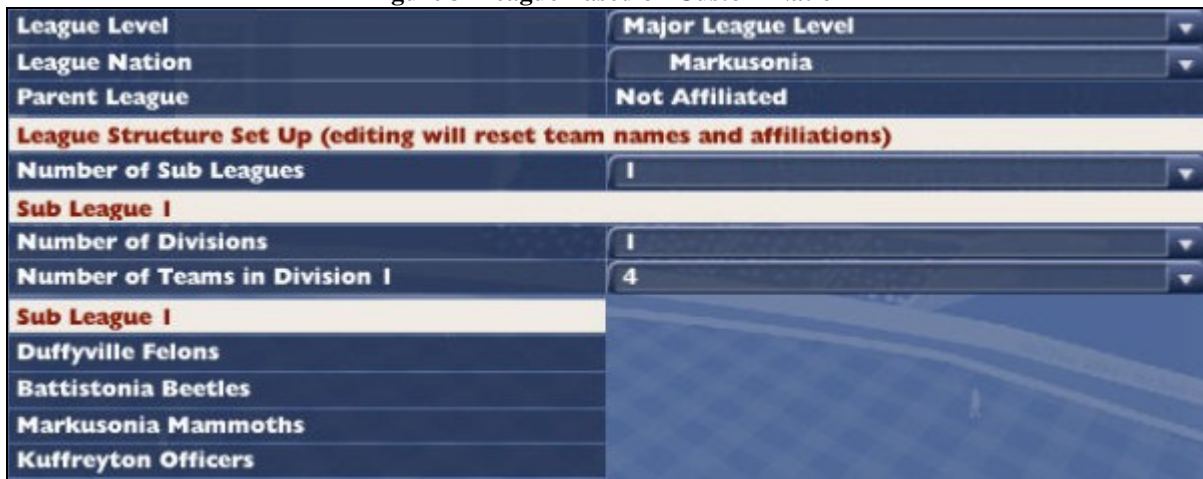 League Level Major League Level
League Nation Markusonia
Parent League Not Affiliated
League Structure Set Up (editing will reset team names and affiliations)
Number of Sub Leagues 1
Sub League 1
Number of Divisions 1
Number of Teams in Division 1 4
Sub League 1
Duffyville Felons
Battistonia Beetles
Markusonia Mammoths
Kuffreyton Officers